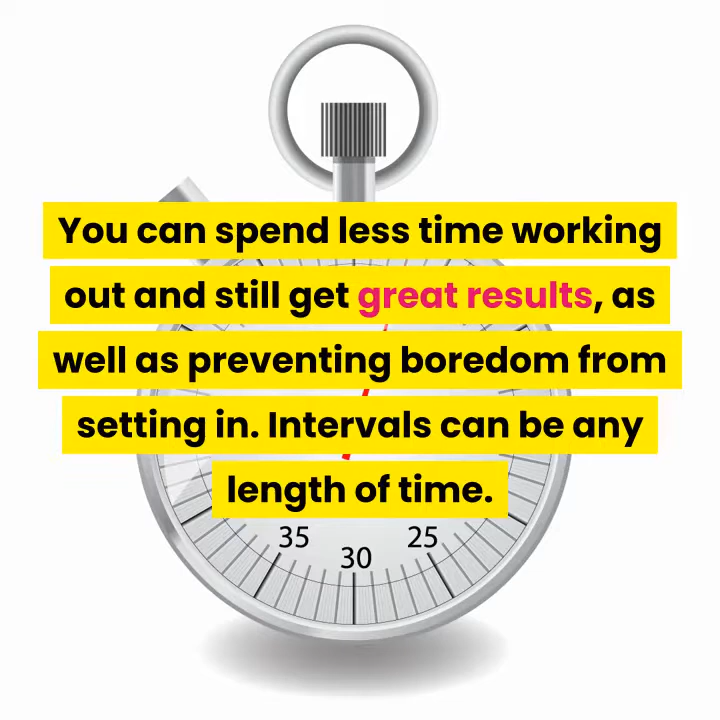 You can spend less time working
out and still get great results, as
well as preventing boredom from
setting in. Intervals can be any
length of time.
35
30
25